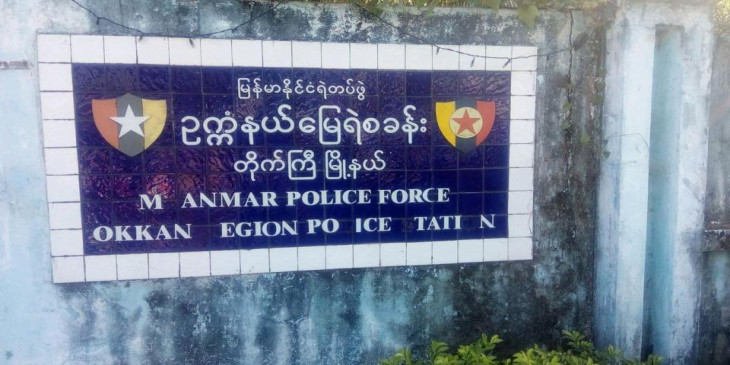 မြန်မာနိုင်ငံရဲတပ်ဖွဲ့
ဥက္ကံနယ်မြေရဲစခန်း
တိုက်ကြီး မြို့နယ်
M ANMAR POLICE FORCE
OKKAN EGION PO ICE TATI N